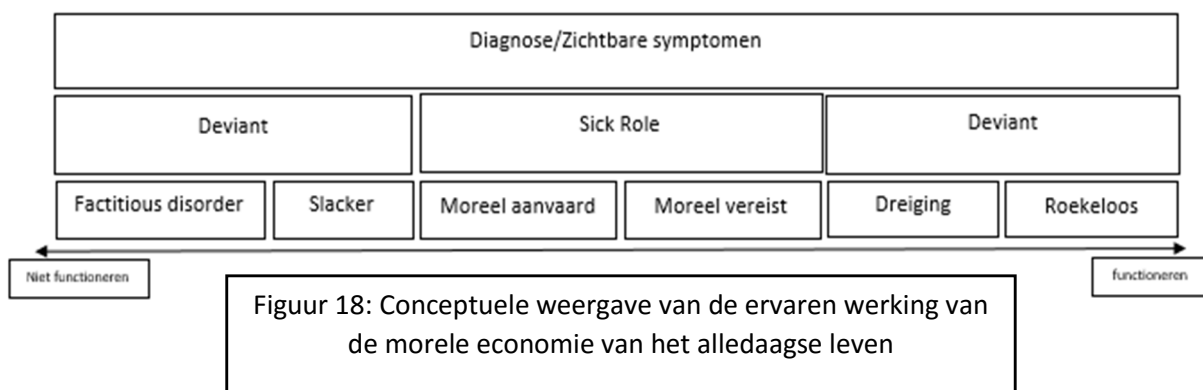 Diagnose/Zichtbare symptomen
Deviant
Sick Role
Deviant
Factitious disorder
Slacker
Moreel aanvaard
Moreel vereist
Dreiging
Roekeloos
Niet functioneren
functioneren
Figuur 18: Conceptuele weergave van de ervaren werking van
de morele economie van het alledaagse leven